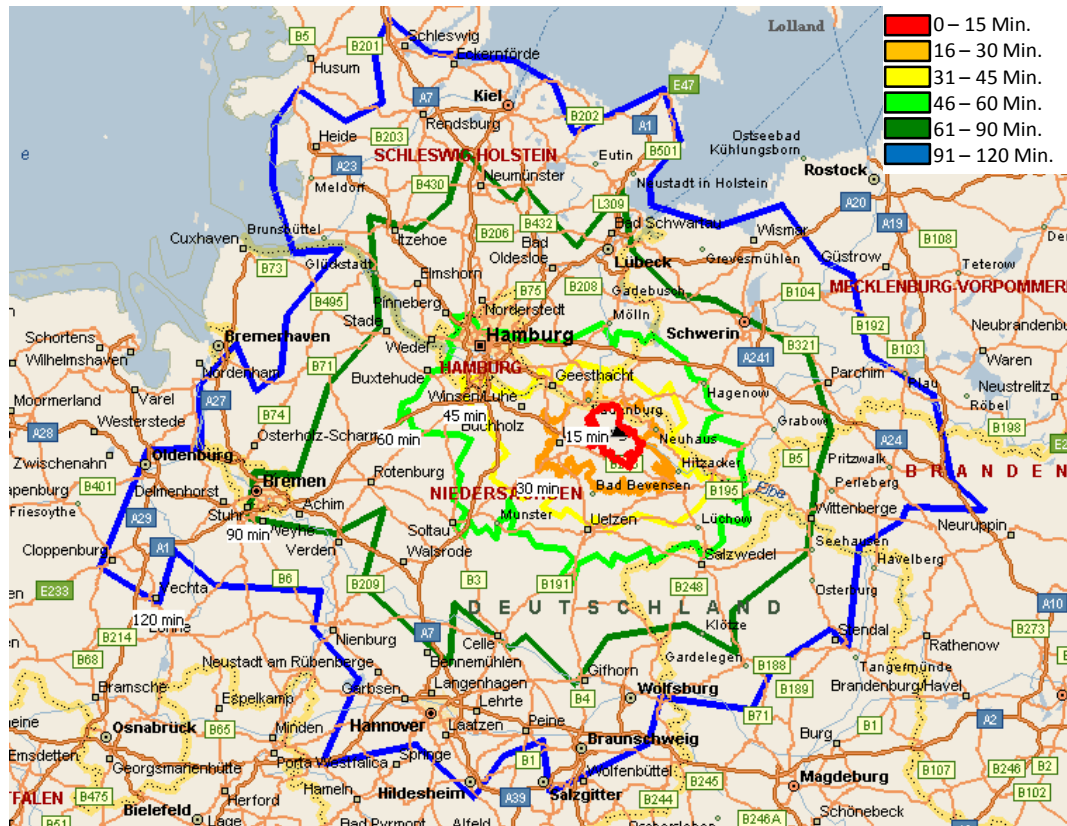 Lolland
0 – 15 Min.
16 – 30 Min.
31 – 45 Min.
46 – 60 Min.
61 – 90 Min.
91 – 120 Min.
B5
B201
Schleswig
Eckernförde
Husum
E47
A7
Kiel
Rendsburg
B202
A1
B203
Heide
A23
SCHLESWIG-HOLSTEIN
Eutin
B501
Ostseebad
Kühlungsborn
Rostock
Meldorf
B430
Neumünster
Neustadt in Holstein
A20
A19
L309
Cuxhaven
Brunsbüttel
Itzehoe
B206
B432
Bad
Oldesloe
Bad Schwartau
Wismar
B108
B73
Glückstadt
Lübeck
Grevesmühlen
Güstrow
Teterow
Elmshorn
B75
B208
Gadebusch
B104
MECKLENBURG-VORPOMMER
B495
Pinneberg
Norderstedt
Mölln
Schwerin
B192
Schortens
Bremerhaven
Stade
Wedel
Hamburg
B321
B103
Neubrandenbu
Wilhelmshaven
Nordenham
B71
HAMBURG
A241
Waren
Buxtehude
Geesthacht
Parchim
Plau
Neustrelitz
Moormerland
Varel
A27
Winsen/Luhe
Hagenow
Röbel
Westerstede
B74
45 min
Buchholz
Grabow
B198
A28
Osterholz-Scharm
60 min
15 min
Neuhaus
A24
Zwischenahn
Oldenburg
Rotenburg
Hitzacker
B5
Pritzwalk
BRANDEN
B401
Bremen
30 min
NIEDERSACHSEN
Bad Bevensen
B195
Elbe
Perleberg
Delmenhorst
Achim
Friesoythe
Stuhr
Weyhe
Soltau
Munster
Uelzen
Lüchow
Wittenberge
Neuruppin
A29
90 min
Verden
Walsrode
Seehausen
Cloppenburg
A1
Salzwedel
Havelberg
E233
Vechta
B6
B209
B3
B191
B248
Osterburg
A10
120 min
DEUTSCHLAND
B214
Nienburg
A7
Celle
Klötze
Stendal
Rathenow
B273
B68
Neustadt am Rübenberge
Bennemühlen
Gifhorn
Gardelegen
B188
Tangermünde
Bramsche
Espelkamp
Garbsen
Langenhagen
B4
Wolfsburg
B189
Brandenburg/Havel
Osnabrück
B65
Minden
Hannover
Lehrte
Laatzen
Peine
B71
B1
A2
Emsdetten
Braunschweig
Burg
Georgsmarienhütte
Porta Westfalica
Springe
B1
Wolfenbüttel
B245
Magdeburg
B107
B246
B2
B475
Herford
Hameln
Hildesheim
A39
Salzgitter
B244
B102
Bielefeld
Lage
Bad Pyrmont
Alfeld
B246A
Schönebeck